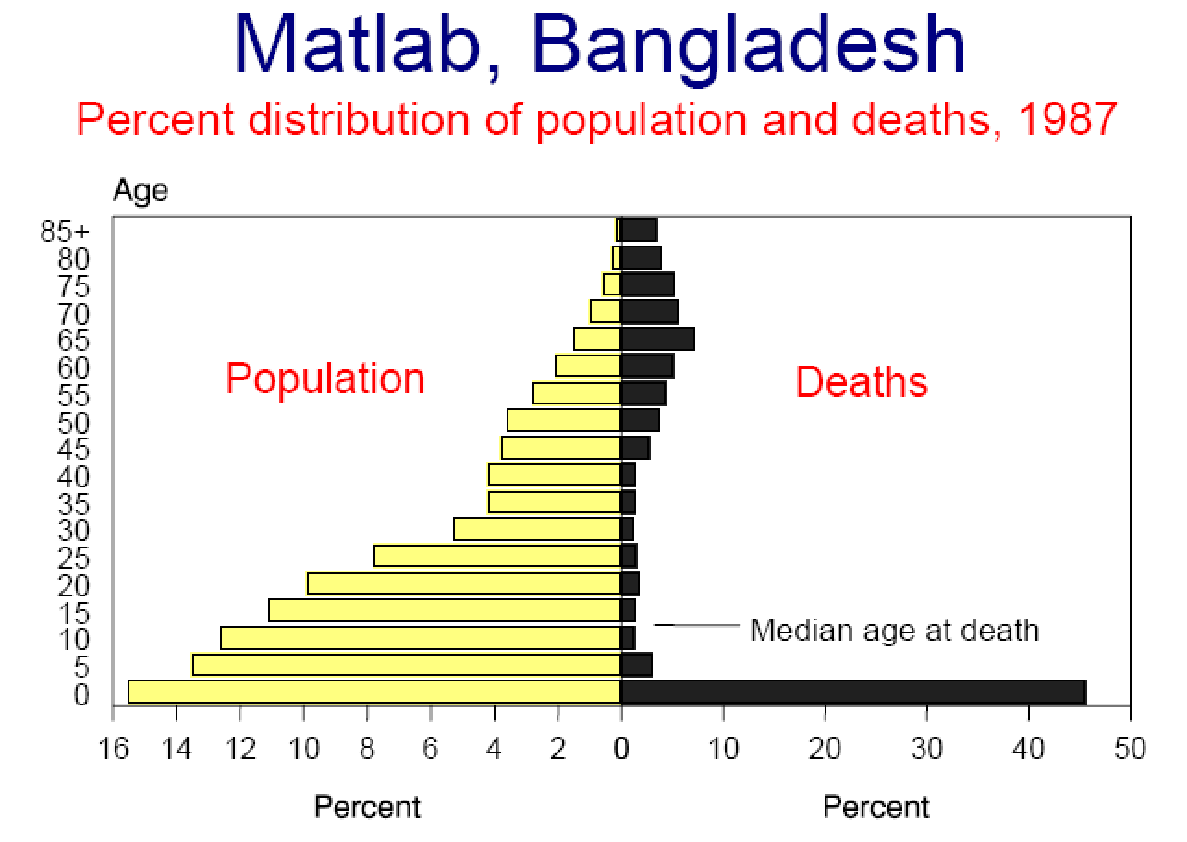 Matlab, Bangladesh
Percent distribution of population and deaths, 1987
Age
85+
80
75
70
65
60
55
50
45
40
35
30
25
20
15
10
5
0
Population
Deaths
Median age at death
16 14 12 10 8 6 4 2 0 10 20 30 40 50
Percent Percent